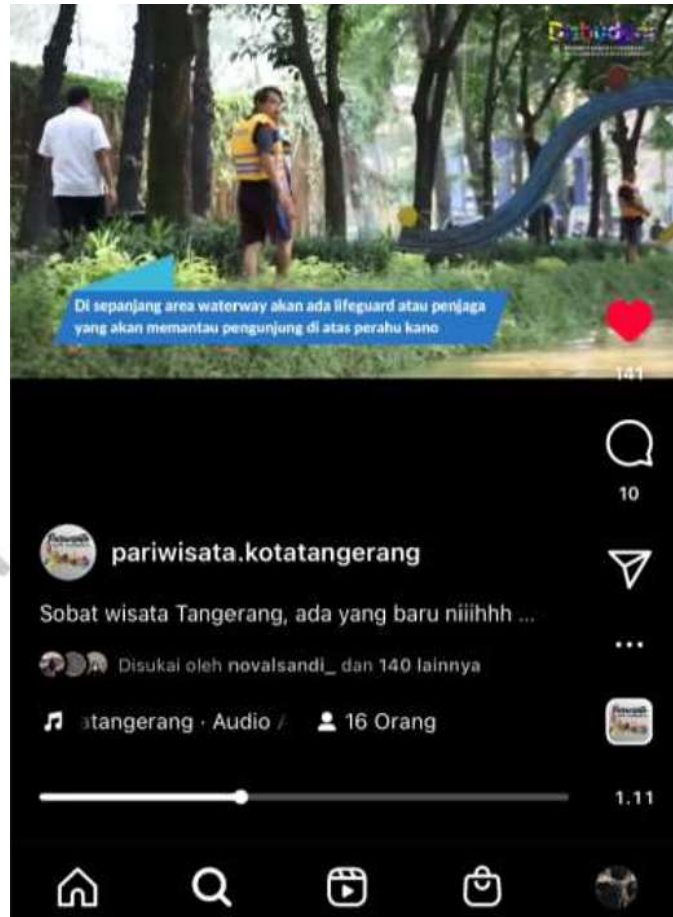 Di sepanjang area waterway akan ada lifeguard atau penjaga
yang akan memantau pengunjung di atas perahu kano
141
10
pariwisata.kotatangerang
Sobat wisata Tangerang, ada yang baru niiihhh ...
Disukai oleh novalsandi_ dan 140 lainnya
atangerang · Audio
16 Orang
1.11